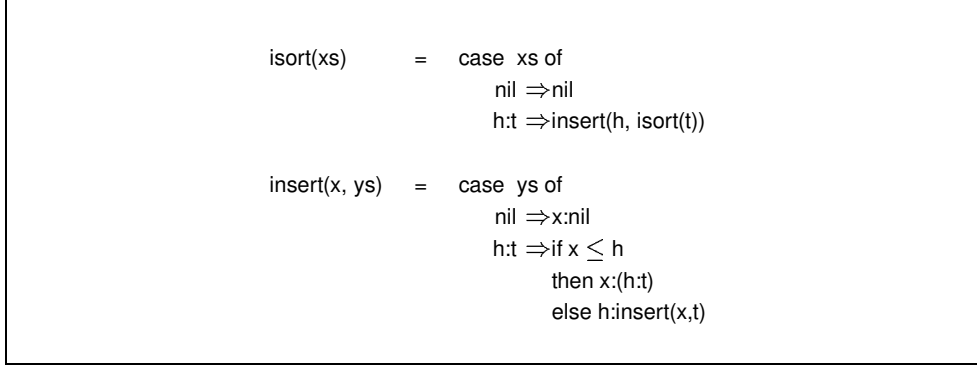 isort(xs) = case xs of
nil ⇒nil
h:t ⇒insert(h, isort(t))
insert(x, ys) = case ys of
nil ⇒x:nil
h:t ⇒if x ≤ h
then x:(h:t)
else h:insert(x,t)